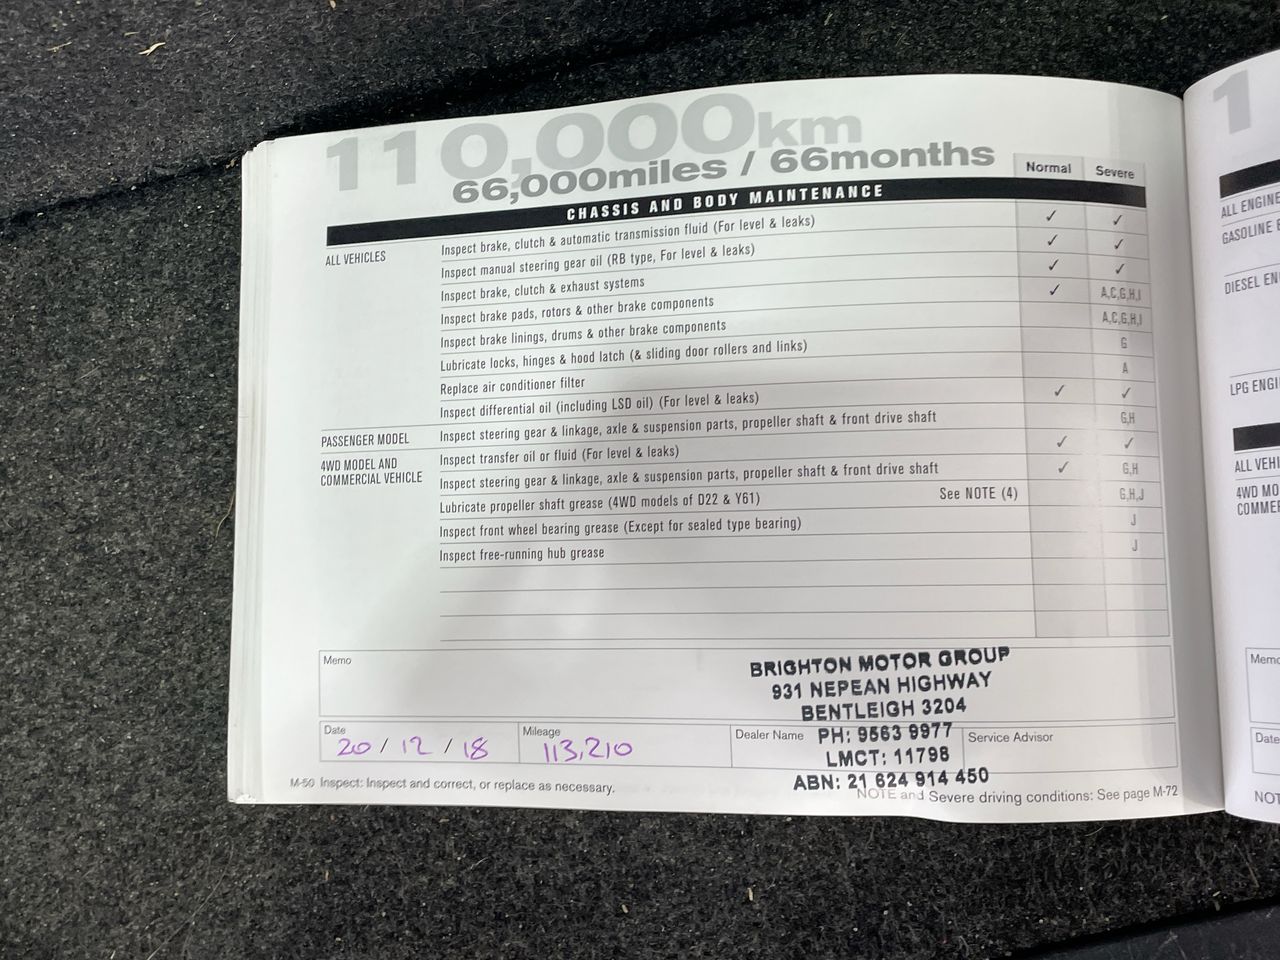 110,000km
66,000miles / 66months
Normal Severe
CHASSIS AND BODY MAINTENANCE
ALL VEHICLES
Inspect brake, clutch & automatic transmission fluid (For level & leaks) ✓ ✓
Inspect manual steering gear oil (RB type, For level & leaks) ✓ ✓
Inspect brake, clutch & exhaust systems ✓ ✓
Inspect brake pads, rotors & other brake components ✓ A,C,G,H,I
Inspect brake linings, drums & other brake components A,C,G,H,I
Lubricate locks, hinges & hood latch (& sliding door rollers and links) G
Replace air conditioner filter A
Inspect differential oil (including LSD oil) (For level & leaks) ✓ ✓
PASSENGER MODEL Inspect steering gear & linkage, axle & suspension parts, propeller shaft & front drive shaft G,H
4WD MODEL AND
COMMERCIAL VEHICLE
Inspect transfer oil or fluid (For level & leaks) ✓ ✓
Inspect steering gear & linkage, axle & suspension parts, propeller shaft & front drive shaft ✓ G,H
Lubricate propeller shaft grease (4WD models of D22 & Y61) See NOTE (4) G,H,J
Inspect front wheel bearing grease (Except for sealed type bearing) J
Inspect free-running hub grease J
Memo
BRIGHTON MOTOR GROUP
931 NEPEAN HIGHWAY
BENTLEIGH 3204
PH: 9563 9977
LMCT: 11798
ABN: 21 624 914 450
Date 20/12/18
Mileage 113,210
Dealer Name
Service Advisor
M-50 Inspect: Inspect and correct, or replace as necessary.
NOTE and Severe driving conditions: See page M-72
1
ALL ENGINE
GASOLINE E
DIESEL EN
LPG ENGI
ALL VEHI
4WD MO
COMMER
Memo
Date
NOT